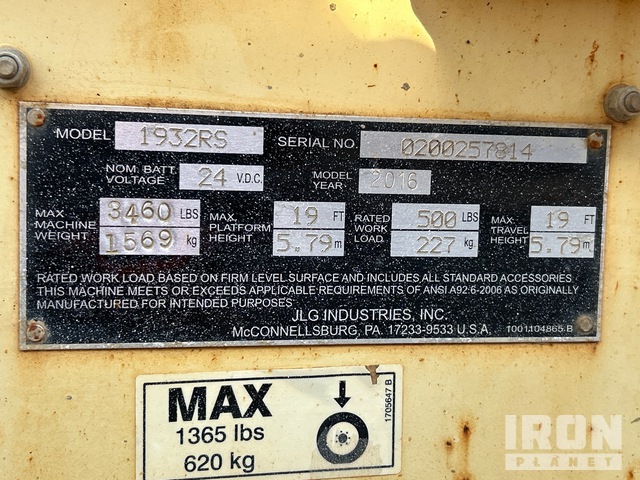 MODEL 1932RS SERIAL NO. 0200257814
NOM. BATT. VOLTAGE 24 V.D.C. MODEL YEAR 2016
MAX. MACHINE WEIGHT 3460 LBS 1569 kg MAX. PLATFORM HEIGHT 19 FT 5.79 m RATED WORK LOAD 500 LBS 227 kg MAX. TRAVEL HEIGHT 19 FT 5.79 m
RATED WORK LOAD BASED ON FIRM LEVEL SURFACE AND INCLUDES ALL STANDARD ACCESSORIES.
THIS MACHINE MEETS OR EXCEEDS APPLICABLE REQUIREMENTS OF ANSI A92.6-2006 AS ORIGINALLY
MANUFACTURED FOR INTENDED PURPOSES
JLG INDUSTRIES, INC.
McCONNELLSBURG, PA. 17233-9533 U.S.A. 1001104865 B
MAX
1365 lbs
620 kg
1705647 B
IRON
PLANET